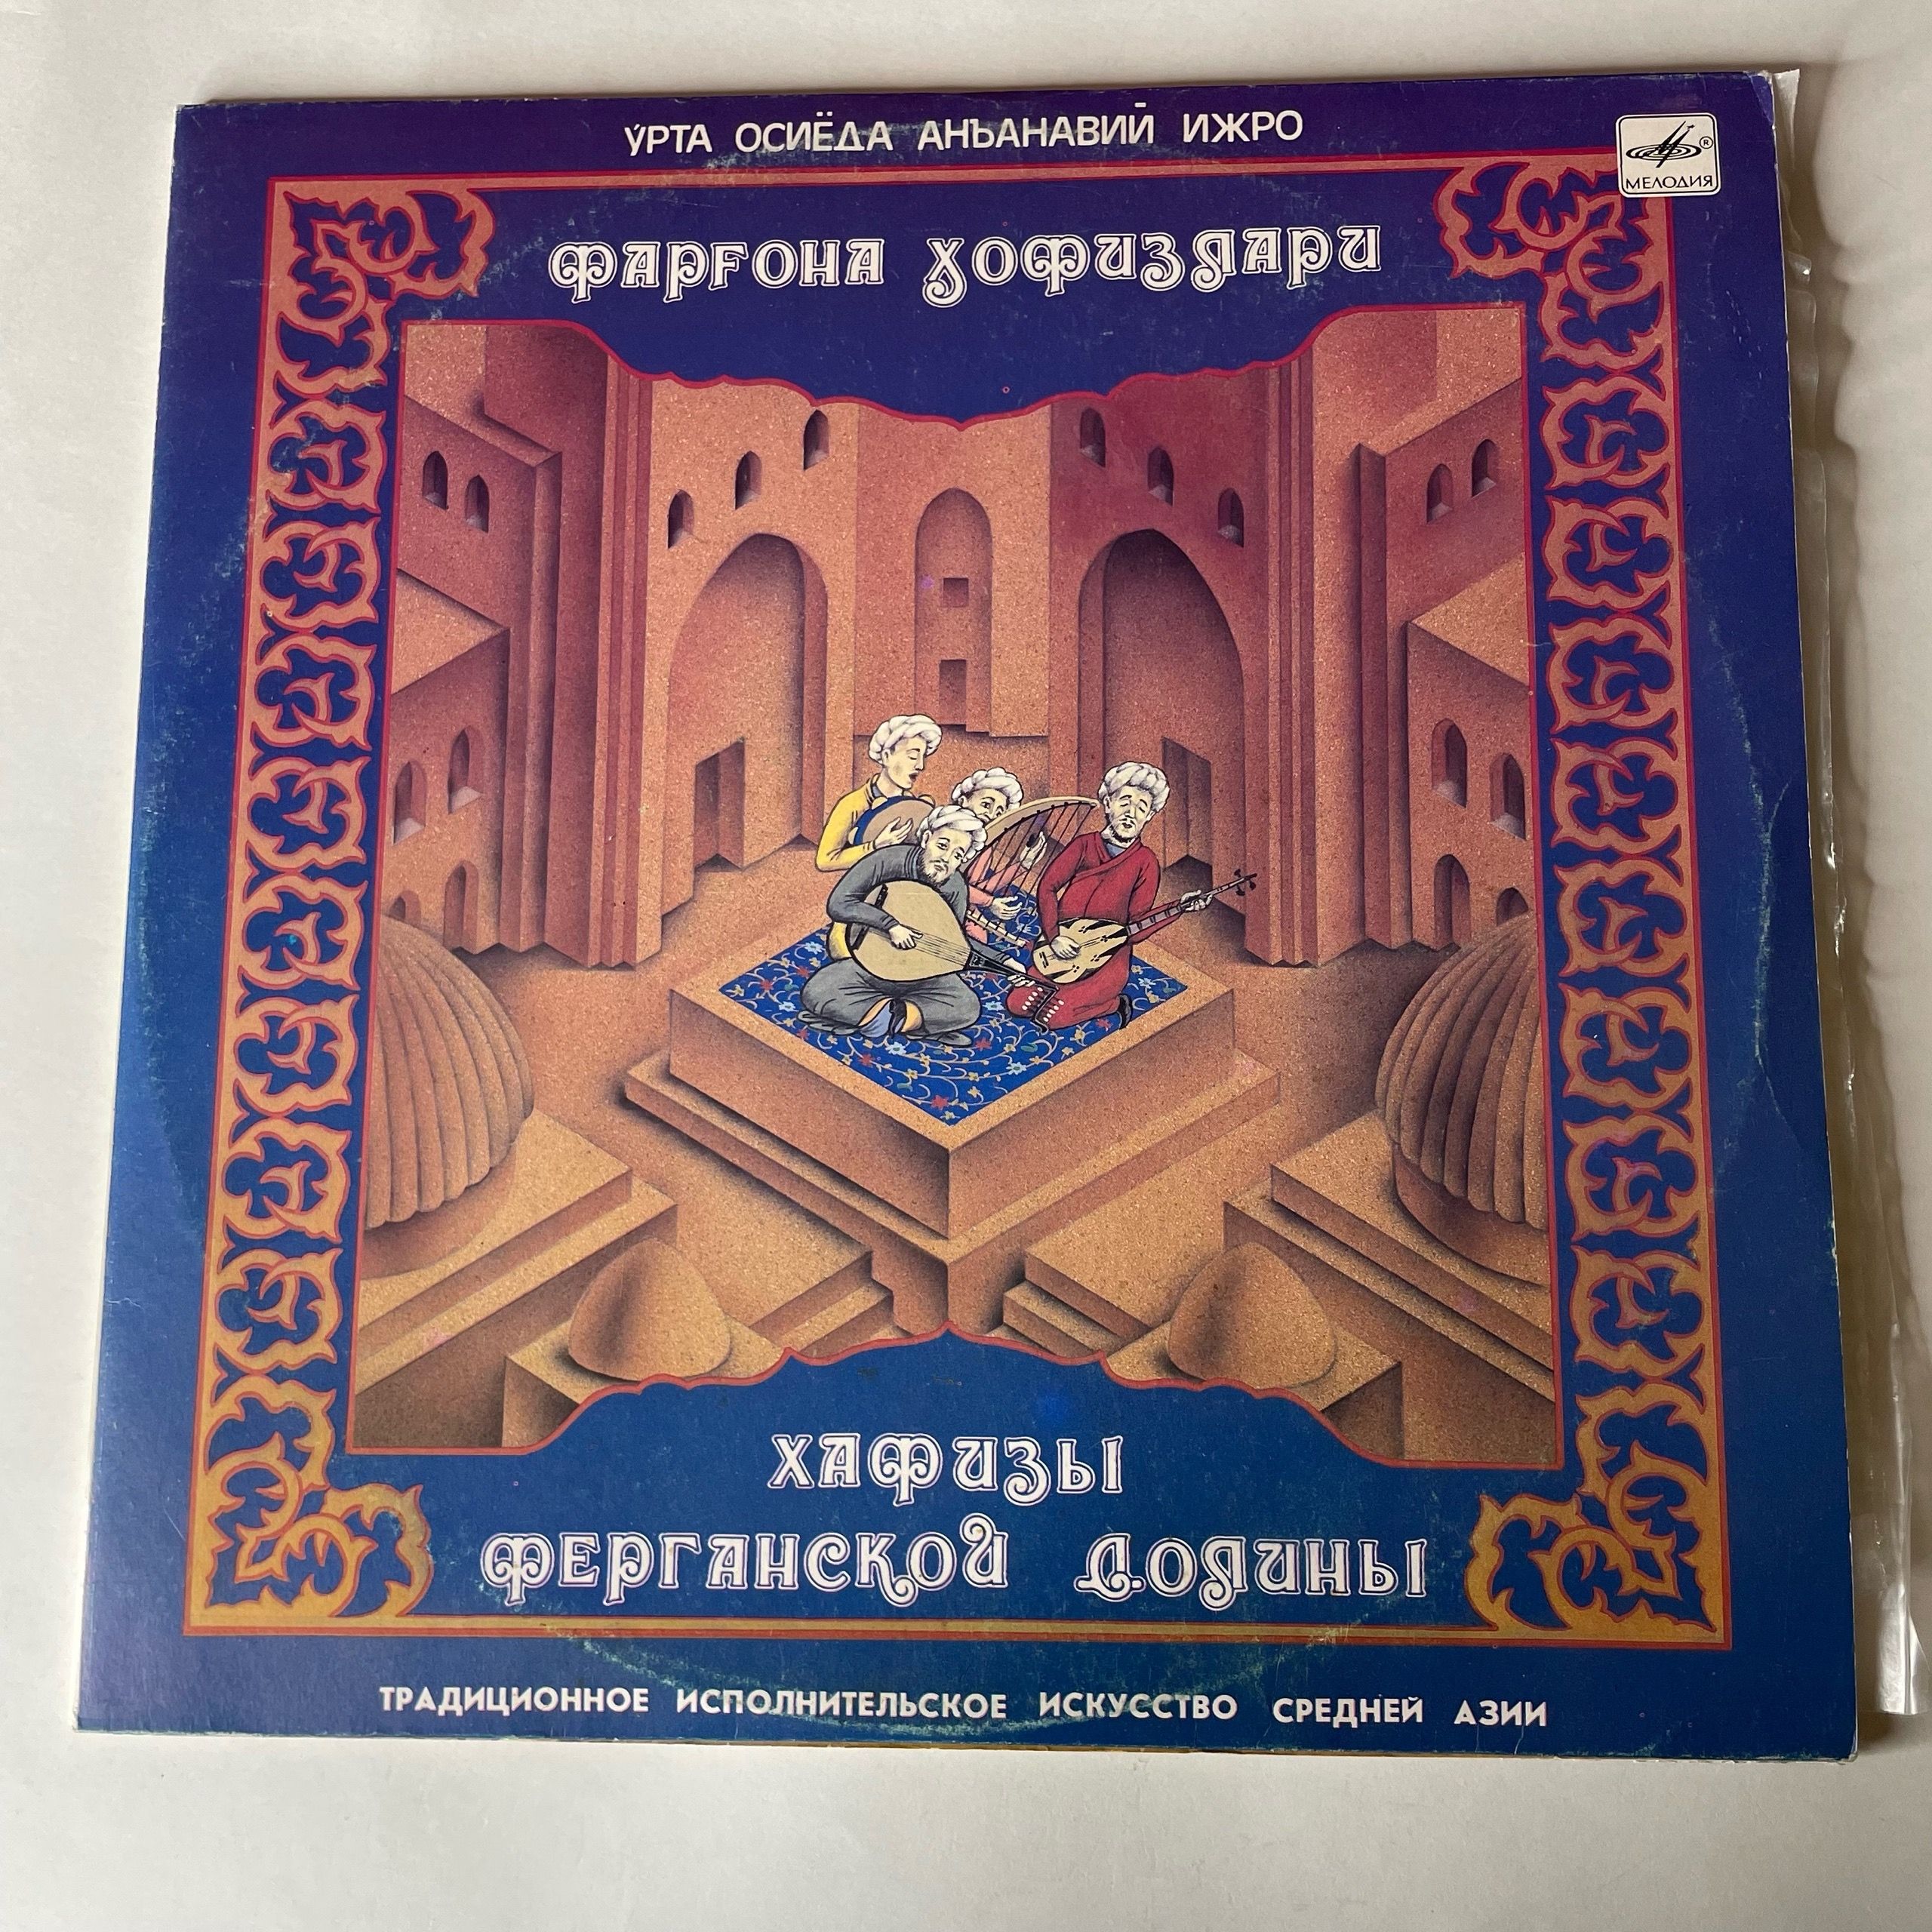 ЎРТА ОСИЁДА АНЪАНАВИЙ ИЖРО
МЕЛОДИЯ
®
ФАРҒОНА ҲОФИЗЛАРИ
ХАФИЗЫ
ФЕРГАНСКОЙ ДОЛИНЫ
ТРАДИЦИОННОЕ ИСПОЛНИТЕЛЬСКОЕ ИСКУССТВО СРЕДНЕЙ АЗИИ